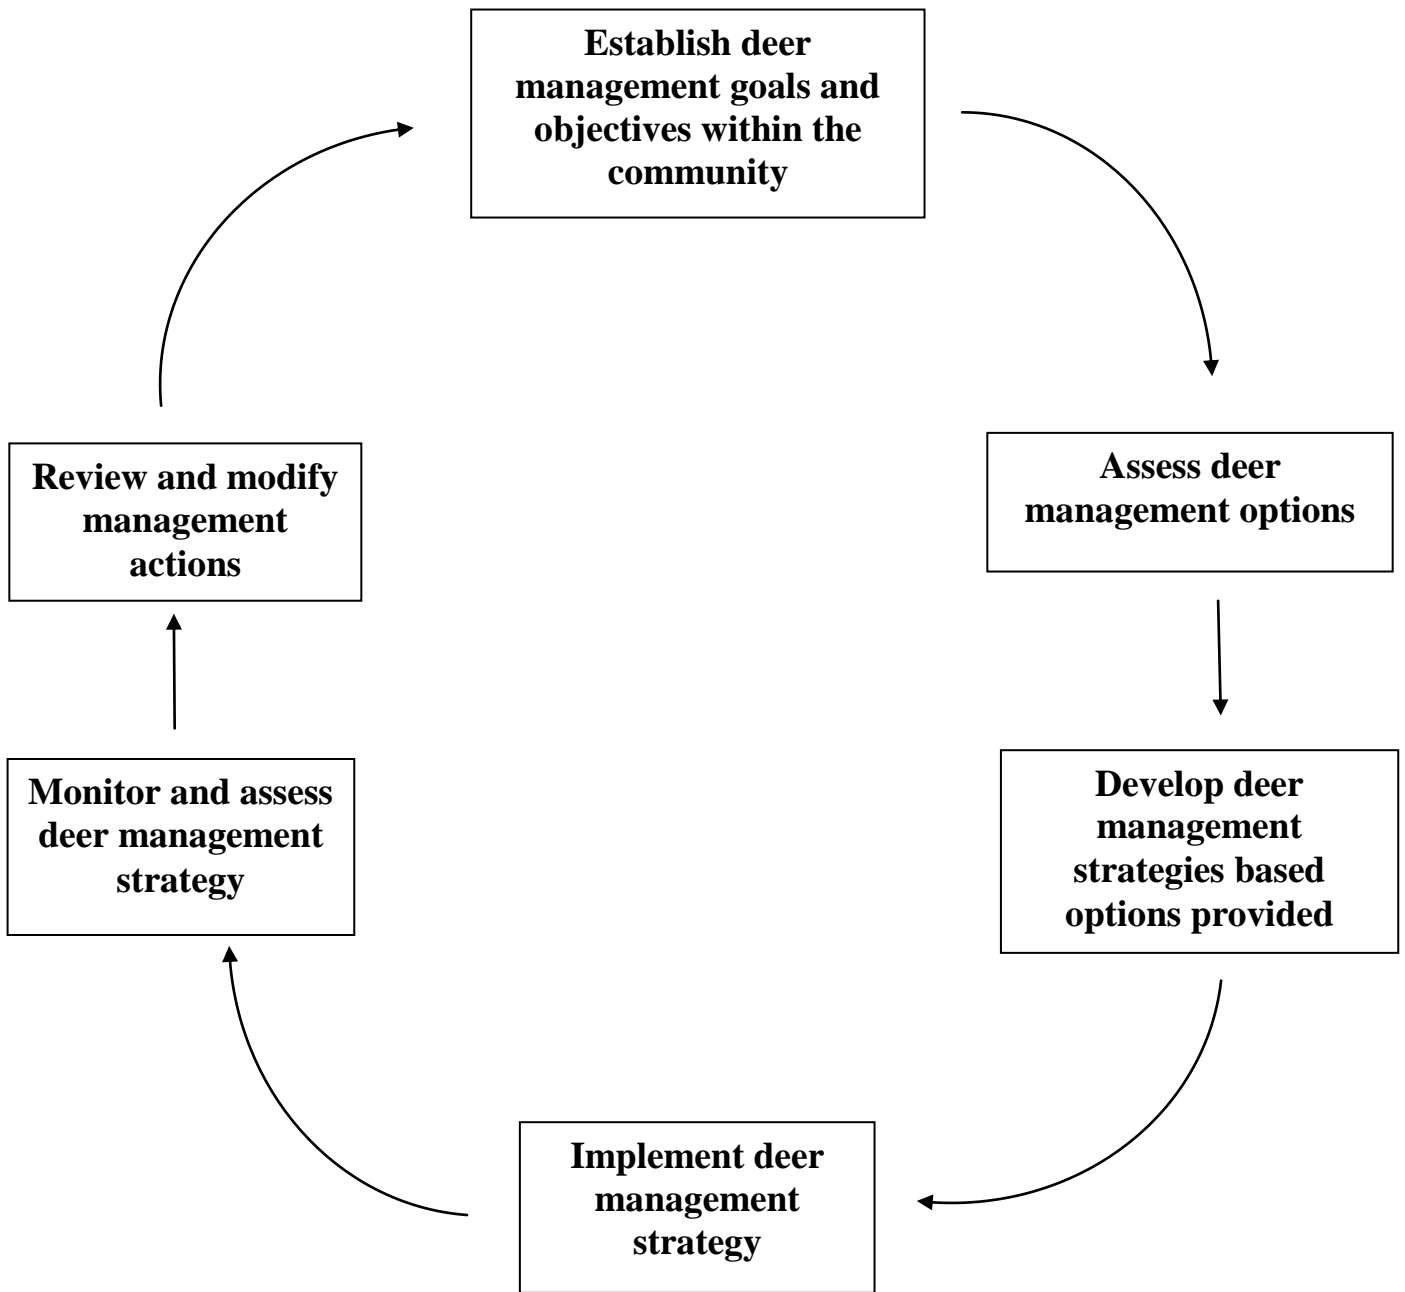 Establish deer
management goals and
objectives within the
community
Assess deer
management options
Develop deer
management
strategies based
options provided
Implement deer
management
strategy
Monitor and assess
deer management
strategy
Review and modify
management
actions